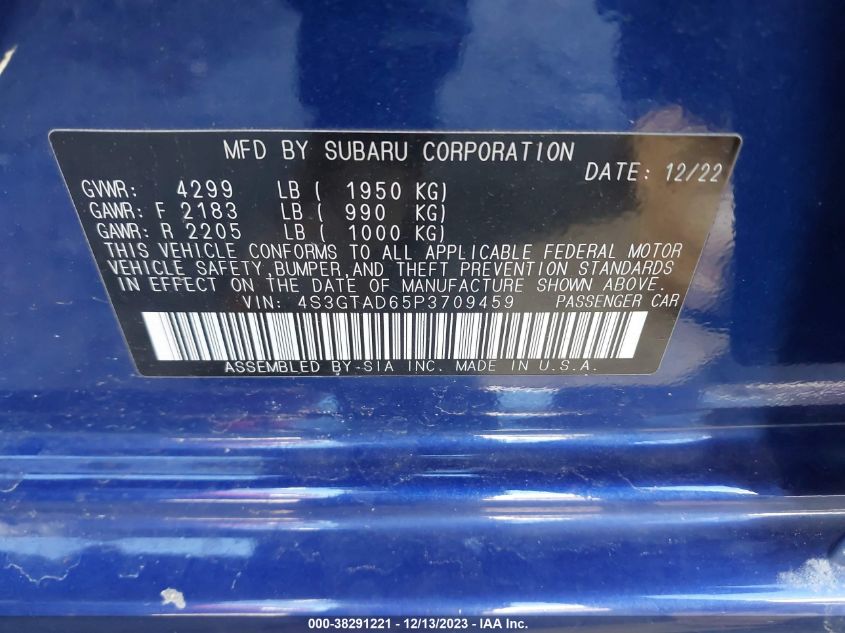 MFD BY SUBARU CORPORATION
DATE: 12/22
GVWR: 4299 LB ( 1950 KG)
GAWR: F 2183 LB ( 990 KG)
GAWR: R 2205 LB ( 1000 KG)
THIS VEHICLE CONFORMS TO ALL APPLICABLE FEDERAL MOTOR
VEHICLE SAFETY,BUMPER,AND THEFT PREVENTION STANDARDS
IN EFFECT ON THE DATE OF MANUFACTURE SHOWN ABOVE.
VIN: 4S3GTAD65P3709459 PASSENGER CAR
ASSEMBLED BY SIA INC. MADE IN U.S.A.
000-38291221 - 12/13/2023 - IAA Inc.